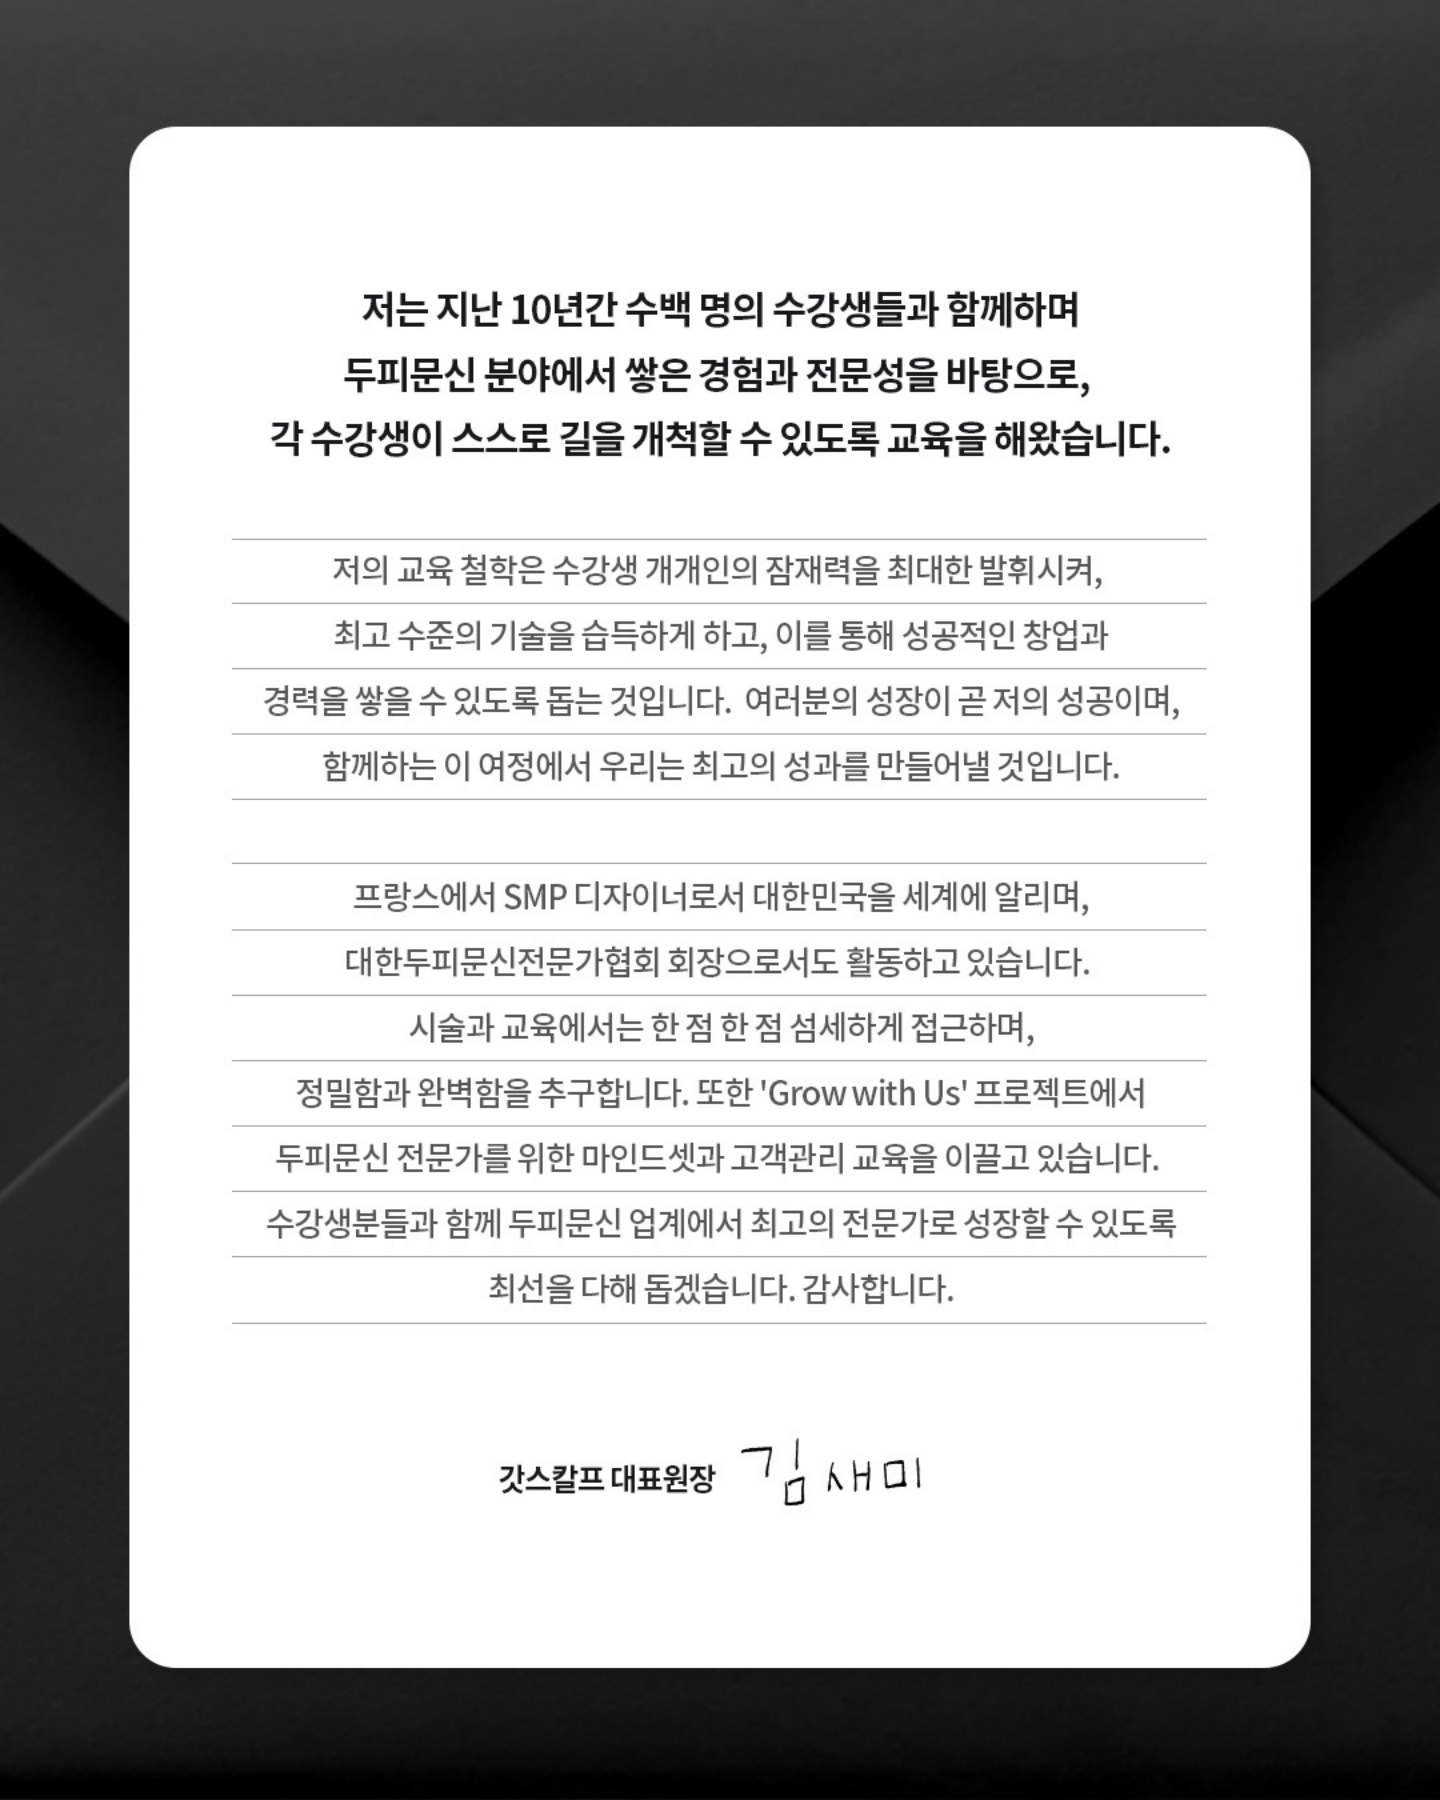 저는 지난 10년간 수백 명의 수강생들과 함께하며
두피문신 분야에서 쌓은 경험과 전문성을 바탕으로,
각 수강생이 스스로 길을 개척할 수 있도록 교육을 해왔습니다.
저의 교육 철학은 수강생 개개인의 잠재력을 최대한 발휘시켜,
최고 수준의 기술을 습득하게 하고, 이를 통해 성공적인 창업과
경력을 쌓을 수 있도록 돕는 것입니다. 여러분의 성장이 곧 저의 성공이며,
함께하는 이 여정에서 우리는 최고의 성과를 만들어낼 것입니다.
프랑스에서 SMP 디자이너로서 대한민국을 세계에 알리며,
대한두피문신전문가협회 회장으로서도 활동하고 있습니다.
시술과 교육에서는 한 점 한 점 섬세하게 접근하며,
정밀함과 완벽함을 추구합니다. 또한 'Grow with Us' 프로젝트에서
두피문신 전문가를 위한 마인드셋과 고객관리 교육을 이끌고 있습니다.
수강생분들과 함께 두피문신 업계에서 최고의 전문가로 성장할 수 있도록
최선을 다해 돕겠습니다. 감사합니다.
갓스칼프 대표원장 김새미